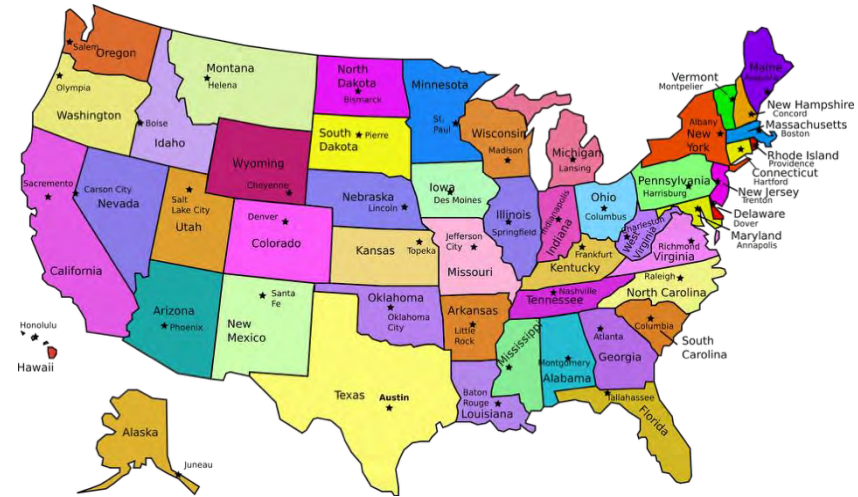 Salem
Oregon
Olympia
Washington
Boise
Idaho
Montana
Helena
North
Dakota
Bismarck
South
Dakota
Pierre
Minnesota
St.
Paul
Wisconsin
Madison
Michigan
Lansing
Wyoming
Cheyenne
Sacramento
California
Carson City
Nevada
Salt
Lake City
Utah
Denver
Colorado
Nebraska
Lincoln
Kansas
Topeka
Iowa
Des Moines
Jefferson
City
Missouri
Illinois
Springfield
Indianapolis
Indiana
Ohio
Columbus
Frankfurt
Kentucky
Nashville
Tennessee
Charleston
West
Virginia
Richmond
Virginia
Raleigh
North Carolina
Columbia
South
Carolina
Pennsylvania
Harrisburg
Albany
New
York
Vermont
Montpelier
Maine
Augusta
New Hampshire
Concord
Massachusetts
Boston
Rhode Island
Providence
Connecticut
Hartford
New Jersey
Trenton
Delaware
Dover
Maryland
Annapolis
Arizona
Phoenix
Santa
Fe
New
Mexico
Oklahoma
Oklahoma
City
Arkansas
Little
Rock
Texas
Austin
Baton
Rouge
Louisiana
Mississippi
Montgomery
Alabama
Atlanta
Georgia
Tallahassee
Florida
Honolulu
Hawaii
Alaska
Juneau